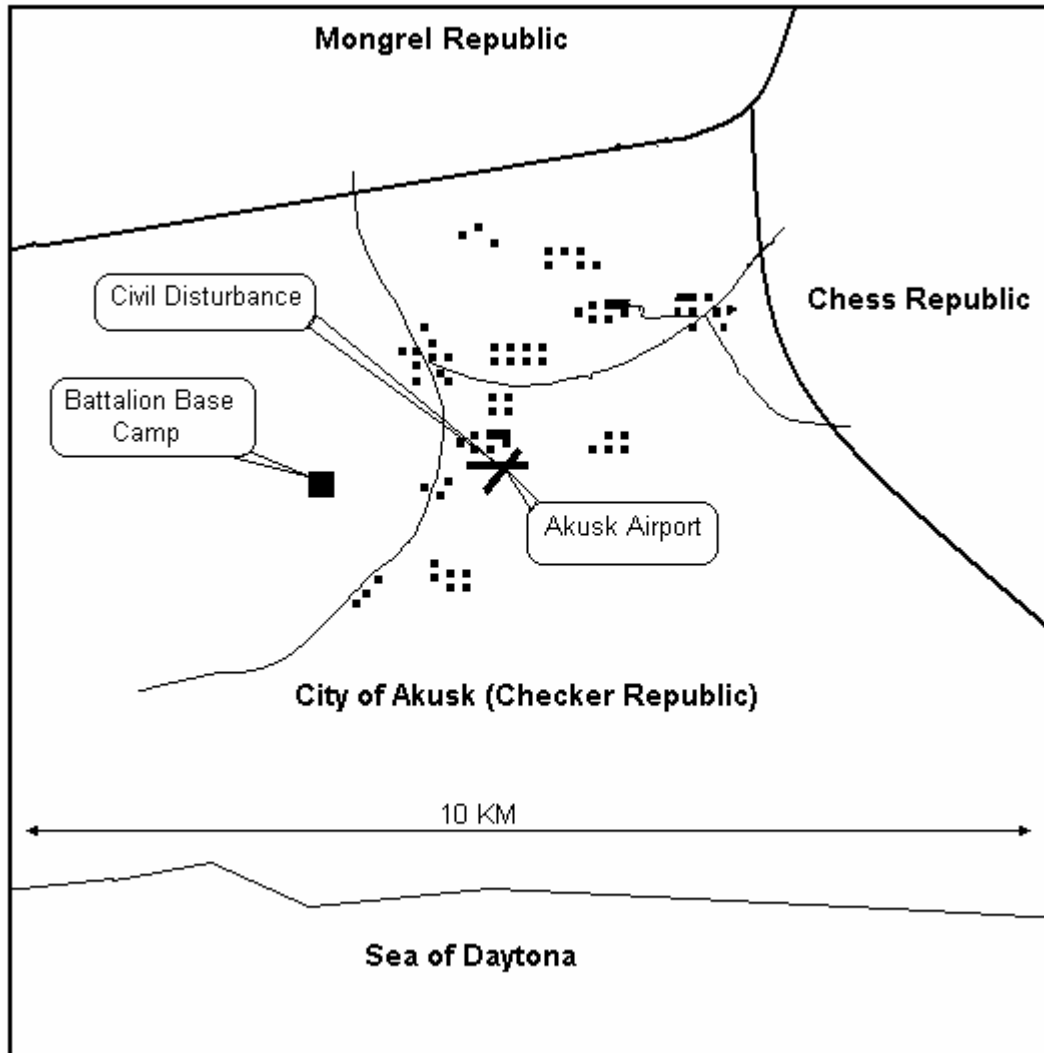 Mongrel Republic
Civil Disturbance
Chess Republic
Battalion Base
Camp
Akusk Airport
City of Akusk (Checker Republic)
10 KM
Sea of Daytona